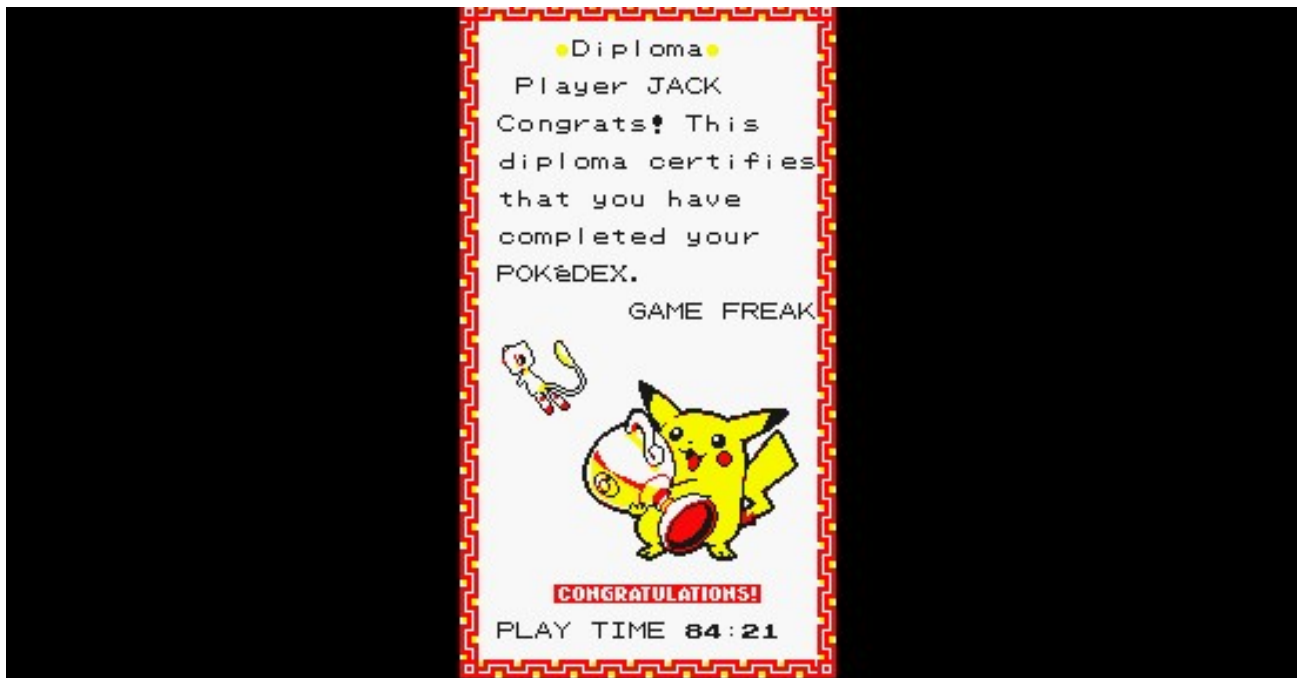 Diploma
Player JACK
Congrats! This
diploma certifies
that you have
completed your
POKéDEX.
GAME FREAK
CONGRATULATIONS!
PLAY TIME 84:21